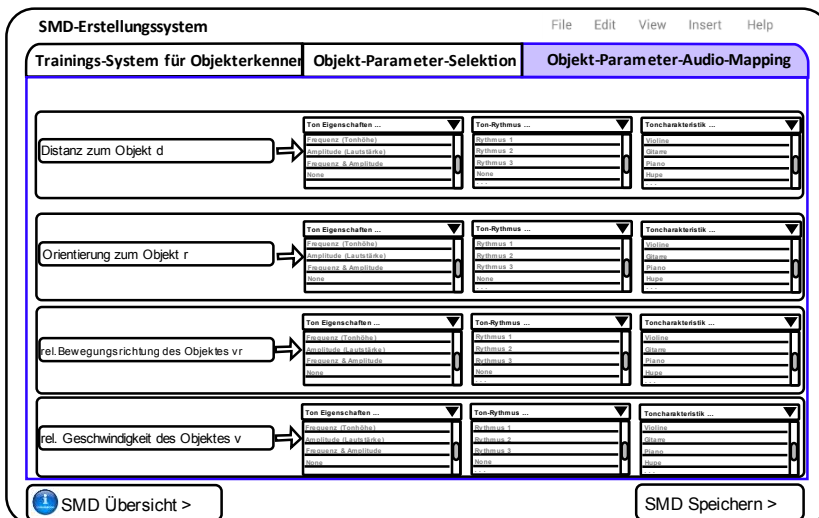 SMD-Erstellungssystem
File Edit View Insert Help
Trainings-System für Objekterkenner Objekt-Parameter-Selektion Objekt-Parameter-Audio-Mapping
Distanz zum Objekt d
Ton Eigenschaften ...
Frequenz (Tonhöhe)
Amplitude (Lautstärke)
Frequenz & Amplitude
None
Ton-Rythmus ...
Rythmus 1
Rythmus 2
Rythmus 3
None
...
Toncharakteristik ...
Violine
Gitarre
Piano
Hupe
...
Orientierung zum Objekt r
Ton Eigenschaften ...
Frequenz (Tonhöhe)
Amplitude (Lautstärke)
Frequenz & Amplitude
None
Ton-Rythmus ...
Rythmus 1
Rythmus 2
Rythmus 3
None
...
Toncharakteristik ...
Violine
Gitarre
Piano
Hupe
...
rel.Bewegungsrichtung des Objektes vr
Ton Eigenschaften ...
Frequenz (Tonhöhe)
Amplitude (Lautstärke)
Frequenz & Amplitude
None
Ton-Rythmus ...
Rythmus 1
Rythmus 2
Rythmus 3
None
...
Toncharakteristik ...
Violine
Gitarre
Piano
Hupe
...
rel. Geschwindigkeit des Objektes v
Ton Eigenschaften ...
Frequenz (Tonhöhe)
Amplitude (Lautstärke)
Frequenz & Amplitude
None
Ton-Rythmus ...
Rythmus 1
Rythmus 2
Rythmus 3
None
...
Toncharakteristik ...
Violine
Gitarre
Piano
Hupe
...
SMD Übersicht >
SMD Speichern >